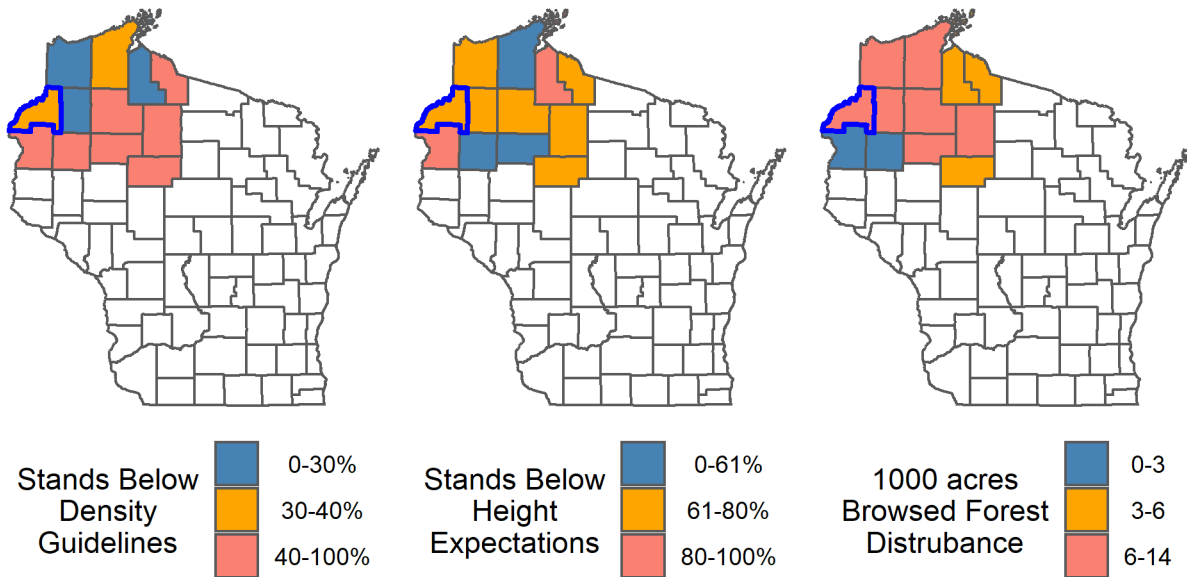 Stands Below
Density
Guidelines
0-30%
30-40%
40-100%
Stands Below
Height
Expectations
0-61%
61-80%
80-100%
1000 acres
Browsed Forest
Distrubance
0-3
3-6
6-14